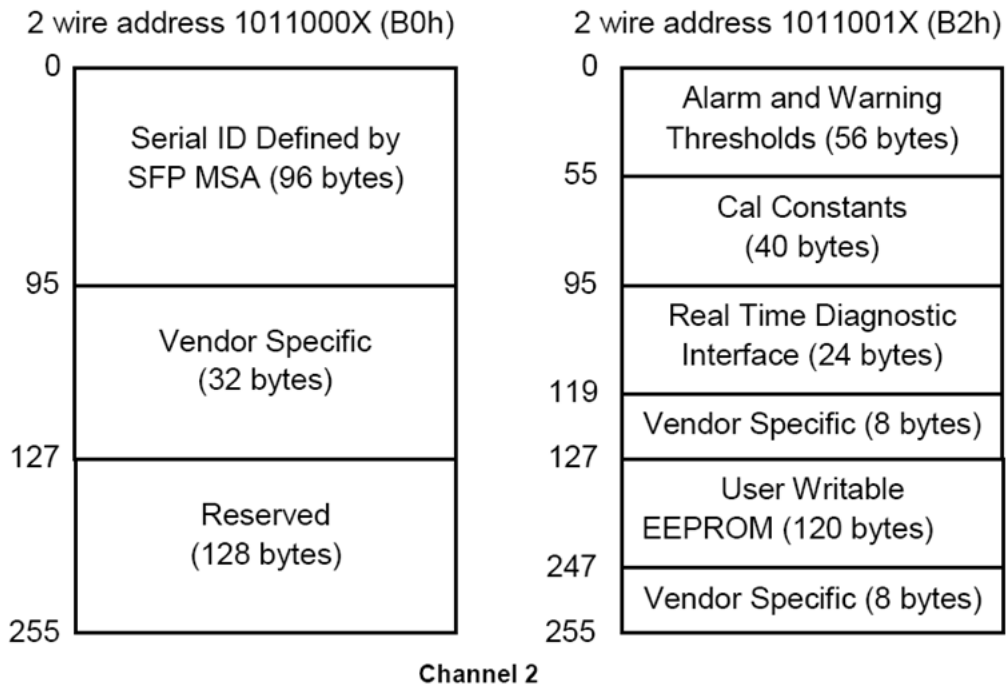 2 wire address 1011000X (B0h)
0
Serial ID Defined by
SFP MSA (96 bytes)
95
Vendor Specific
(32 bytes)
127
Reserved
(128 bytes)
255
2 wire address 1011001X (B2h)
0
Alarm and Warning
Thresholds (56 bytes)
55
Cal Constants
(40 bytes)
95
Real Time Diagnostic
Interface (24 bytes)
119
Vendor Specific (8 bytes)
127
User Writable
EEPROM (120 bytes)
247
Vendor Specific (8 bytes)
255
Channel 2